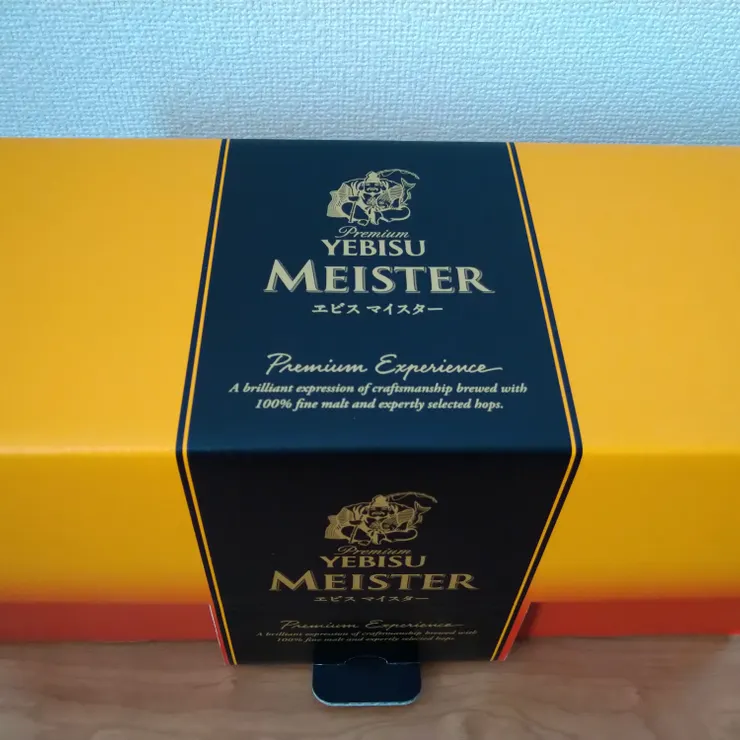 Premium
YEBISU
MEISTER
ヱビス マイスター
Premium Experience
A brilliant expression of craftsmanship brewed with
100% fine malt and expertly selected hops.
Premium
YEBISU
MEISTER
ヱビス マイスター
Premium Experience
A brilliant expression of craftsmanship brewed with
100% fine malt and expertly selected hops.